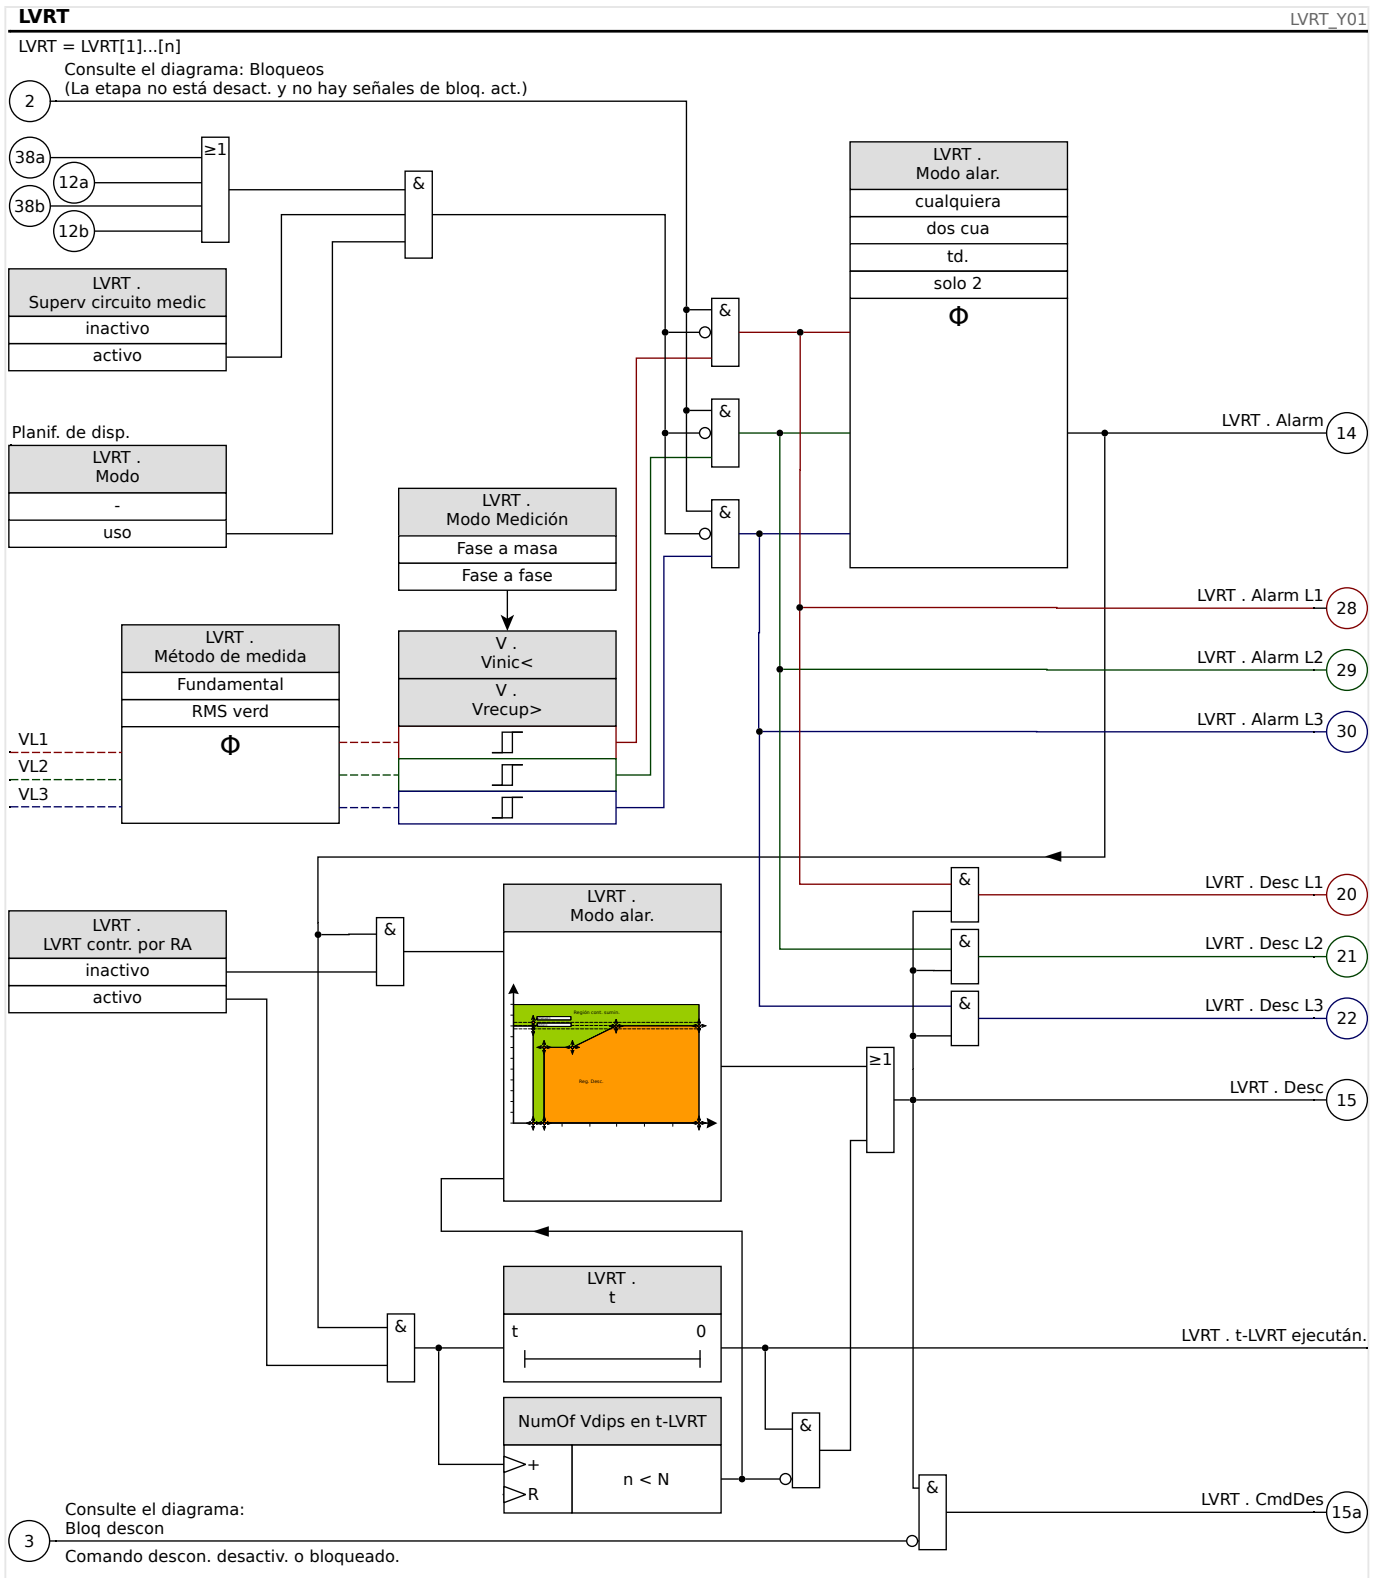 LVRT
LVRT_Y01
LVRT = LVRT[1]...[n]
Consulte el diagrama: Bloqueos
(La etapa no está desact. y no hay señales de bloq. act.)
2
38a
12a
38b
12b
≥1
&
LVRT .
Superv circuito medic
inactivo
activo
LVRT .
Modo alar.
cualquiera
dos cua
td.
solo 2
Φ
&
&
&
Planif. de disp.
LVRT .
Modo
-
uso
LVRT . Alarm
14
LVRT .
Modo Medición
Fase a masa
Fase a fase
LVRT . Alarm L1
28
LVRT . Alarm L2
29
LVRT . Alarm L3
30
LVRT .
Método de medida
Fundamental
RMS verd
Φ
V .
Vinic<
V .
Vrecup>
VL1
VL2
VL3
LVRT .
LVRT contr. por RA
inactivo
activo
&
LVRT .
Modo alar.
Región cont. sumin.
Reg. Desc.
&
LVRT . Desc L1
20
&
LVRT . Desc L2
21
&
LVRT . Desc L3
22
≥1
LVRT . Desc
15
&
LVRT .
t
t
0
LVRT . t-LVRT ejecután.
NumOf Vdips en t-LVRT
+
R
n < N
&
&
LVRT . CmdDes
15a
Consulte el diagrama:
Bloq descon
3
Comando descon. desactiv. o bloqueado.